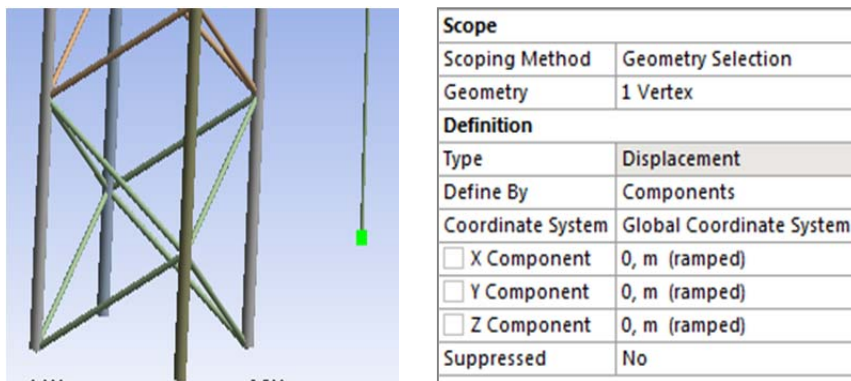 Scope
Scoping Method Geometry Selection
Geometry 1 Vertex
Definition
Type Displacement
Define By Components
Coordinate System Global Coordinate System
X Component 0, m (ramped)
Y Component 0, m (ramped)
Z Component 0, m (ramped)
Suppressed No